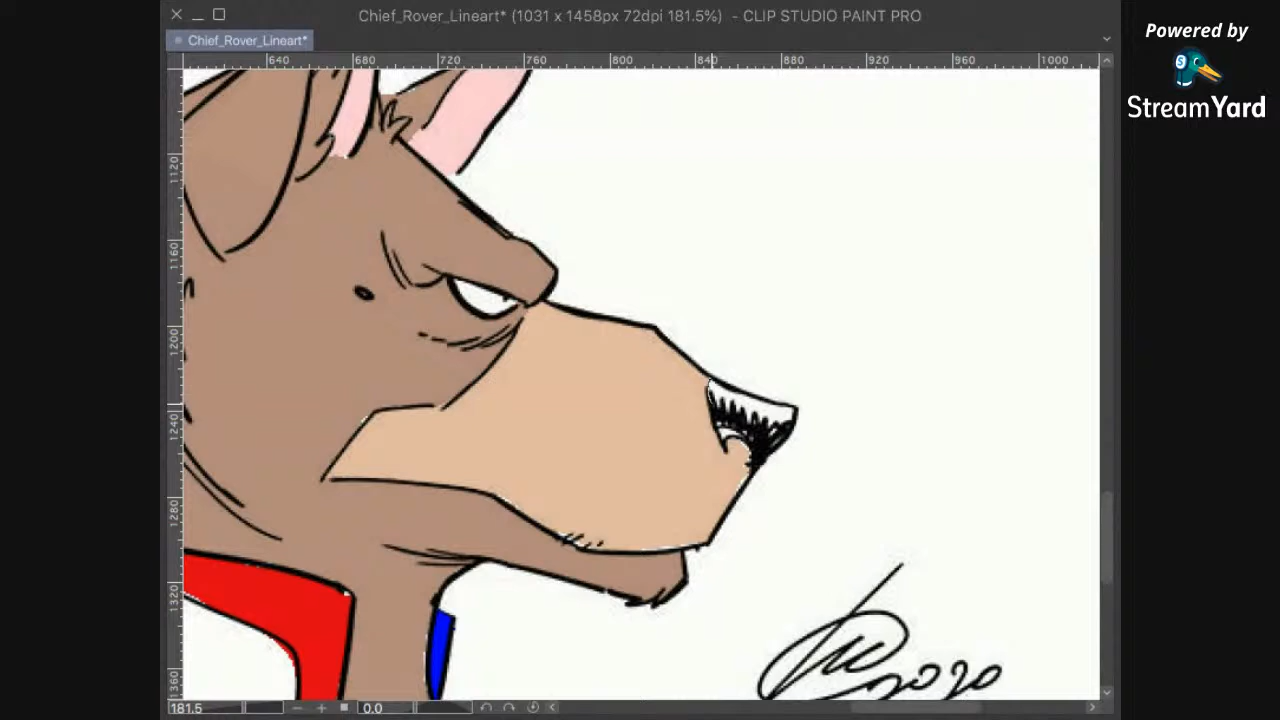 Chief_Rover_Lineart* (1031 x 1458px 72dpi 181.5%) - CLIP STUDIO PAINT PRO
Powered by
StreamYard
Chief_Rover_Lineart*
640 680 720 760 800 840 880 920 960 1000
1120
1160
1200
1240
1280
1320
1360
2020
181.5 0.0